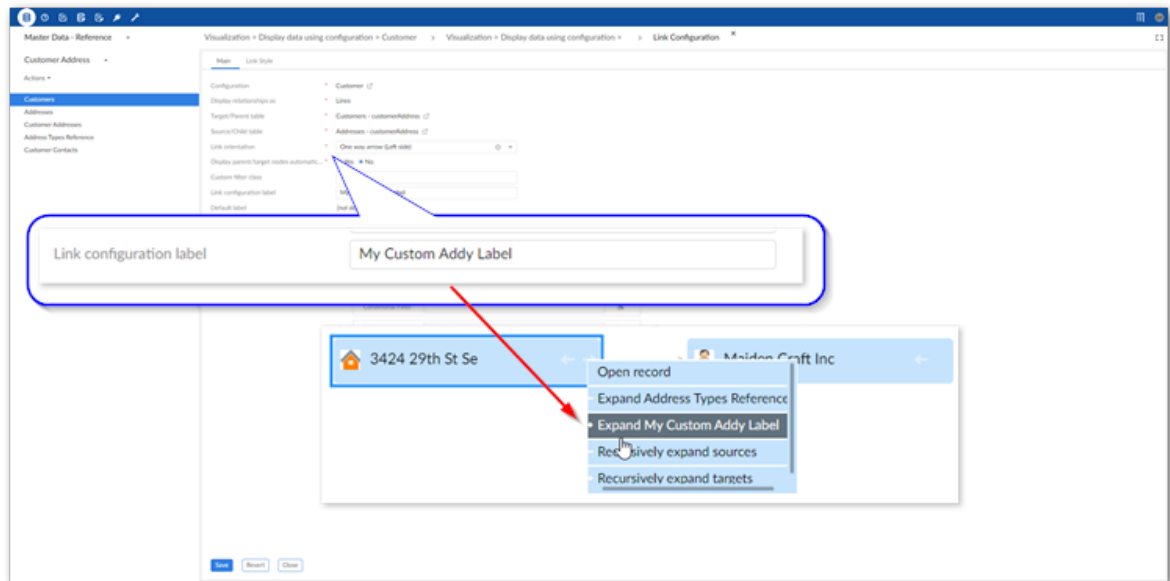 Master Data - Reference
Visualization > Display data using configuration > Customer > Visualization > Display data using configuration > > Link Configuration ×
Customer Address
Main Link Style
Actions
Configuration * Customer
Customers
Display relationships as * Lines
Addresses
Target/Parent table * Customers - customerAddress
Customer Addresses
Source/Child table * Addresses - customerAddress
Address Types Reference
Link orientation * One way arrow (Left side)
Customer Contacts
Display parent/target nodes automatic... * No
Custom filter class
Link configuration label
Default label
Link configuration label My Custom Addy Label
3424 29th St Se
Maiden Craft Inc
Open record
Expand Address Types Reference
Expand My Custom Addy Label
Recursively expand sources
Recursively expand targets
Save Revert Close